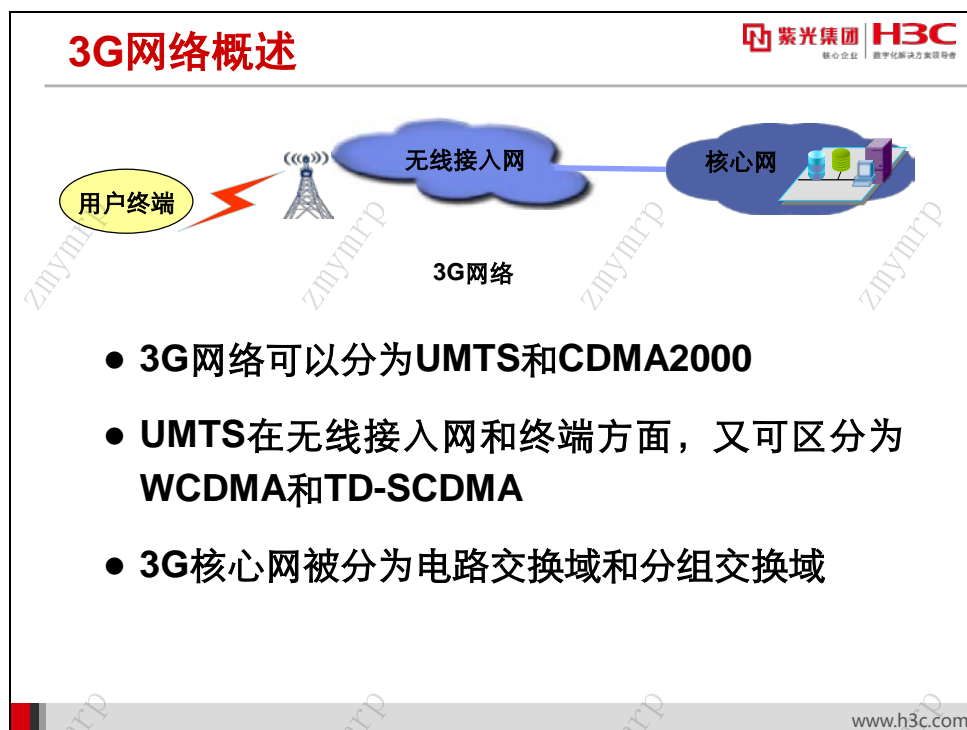 3G网络概述
紫光集团 H3C
核心企业 数字化解决方案领导者
用户终端
无线接入网
核心网
3G网络
zmymrp zmymrp zmymrp zmymrp
● 3G网络可以分为UMTS和CDMA2000
● UMTS在无线接入网和终端方面，又可区分为
WCDMA和TD-SCDMA
● 3G核心网被分为电路交换域和分组交换域
www.h3c.com